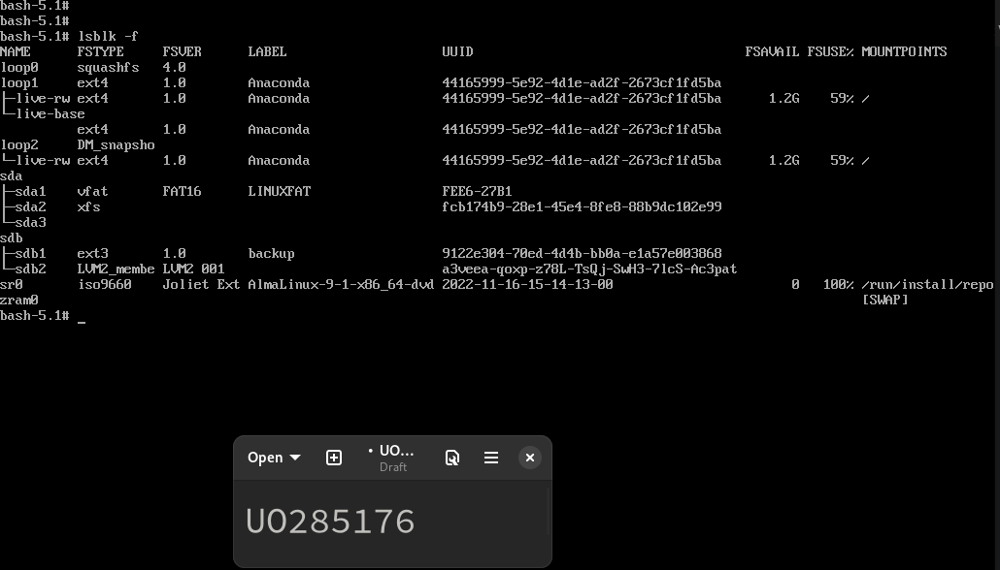 bash-5.1#
bash-5.1#
bash-5.1# lsblk -f
NAME FSTYPE FSVER LABEL UUID FSAVAIL FSUSE% MOUNTPOINTS
loop0 squashfs 4.0
loop1 ext4 1.0 Anaconda 44165999-5e92-4d1e-ad2f-2673cf1fd5ba
├─live-rw ext4 1.0 Anaconda 44165999-5e92-4d1e-ad2f-2673cf1fd5ba 1.2G 59% /
└─live-base
ext4 1.0 Anaconda 44165999-5e92-4d1e-ad2f-2673cf1fd5ba
loop2 DM_snapsho
└─live-rw ext4 1.0 Anaconda 44165999-5e92-4d1e-ad2f-2673cf1fd5ba 1.2G 59% /
sda
├─sda1 vfat FAT16 LINUXFAT FEE6-27B1
├─sda2 xfs fcb174b9-28e1-45e4-8fe8-88b9dc102e99
└─sda3
sdb
├─sdb1 ext3 1.0 backup 9122e304-70ed-4d4b-bb0a-e1a57e003868
└─sdb2 LVM2_membe LVM2 001 a3veea-qoxp-z78L-TsQj-SwH3-7lcS-Ac3pat
sr0 iso9660 Joliet Ext AlmaLinux-9-1-x86_64-dvd 2022-11-16-15-14-13-00 0 100% /run/install/repo
zram0 [SWAP]
bash-5.1# _
Open • UO...
Draft
UO285176